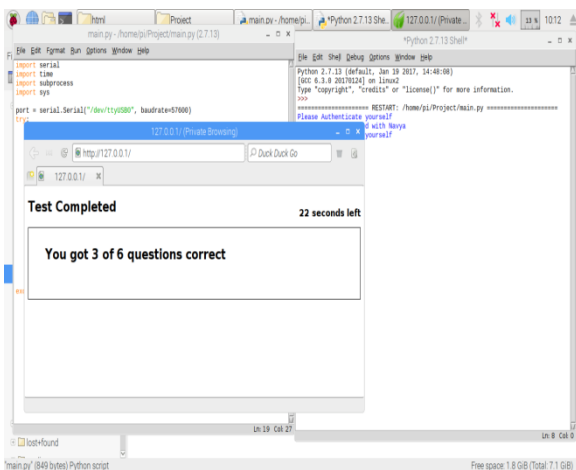 html
Project
main.py - /home/pi...
*Python 2.7.13 She...
127.0.0.1/ (Private ...
13 %
10:12
main.py - /home/pi/Project/main.py (2.7.13)
File Edit Format Run Options Window Help
import serial
import time
import subprocess
import sys
port = serial.Serial("/dev/ttyUSB0", baudrate=57600)
try:
*Python 2.7.13 Shell*
File Edit Shell Debug Options Window Help
Python 2.7.13 (default, Jan 19 2017, 14:48:08)
[GCC 6.3.0 20170124] on linux2
Type "copyright", "credits" or "license()" for more information.
>>>
==================== RESTART: /home/pi/Project/main.py ====================
Please Authenticate yourself
d with Navya
yourself
127.0.0.1/ (Private Browsing)
http://127.0.0.1/
Duck Duck Go
127.0.0.1/
Test Completed
22 seconds left
You got 3 of 6 questions correct
Ln: 19 Col: 27
Ln: 8 Col: 0
lost+found
"main.py" (849 bytes) Python script
Free space: 1.8 GiB (Total: 7.1 GiB)